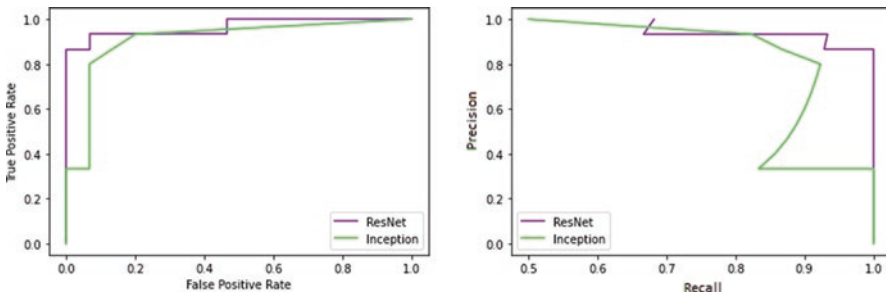 True Positive Rate
1.0
0.8
0.6
0.4
0.2
0.0
ResNet
Inception
0.0 0.2 0.4 0.6 0.8 1.0
False Positive Rate
Precision
1.0
0.8
0.6
0.4
0.2
0.0
ResNet
Inception
0.5 0.6 0.7 0.8 0.9 1.0
Recall